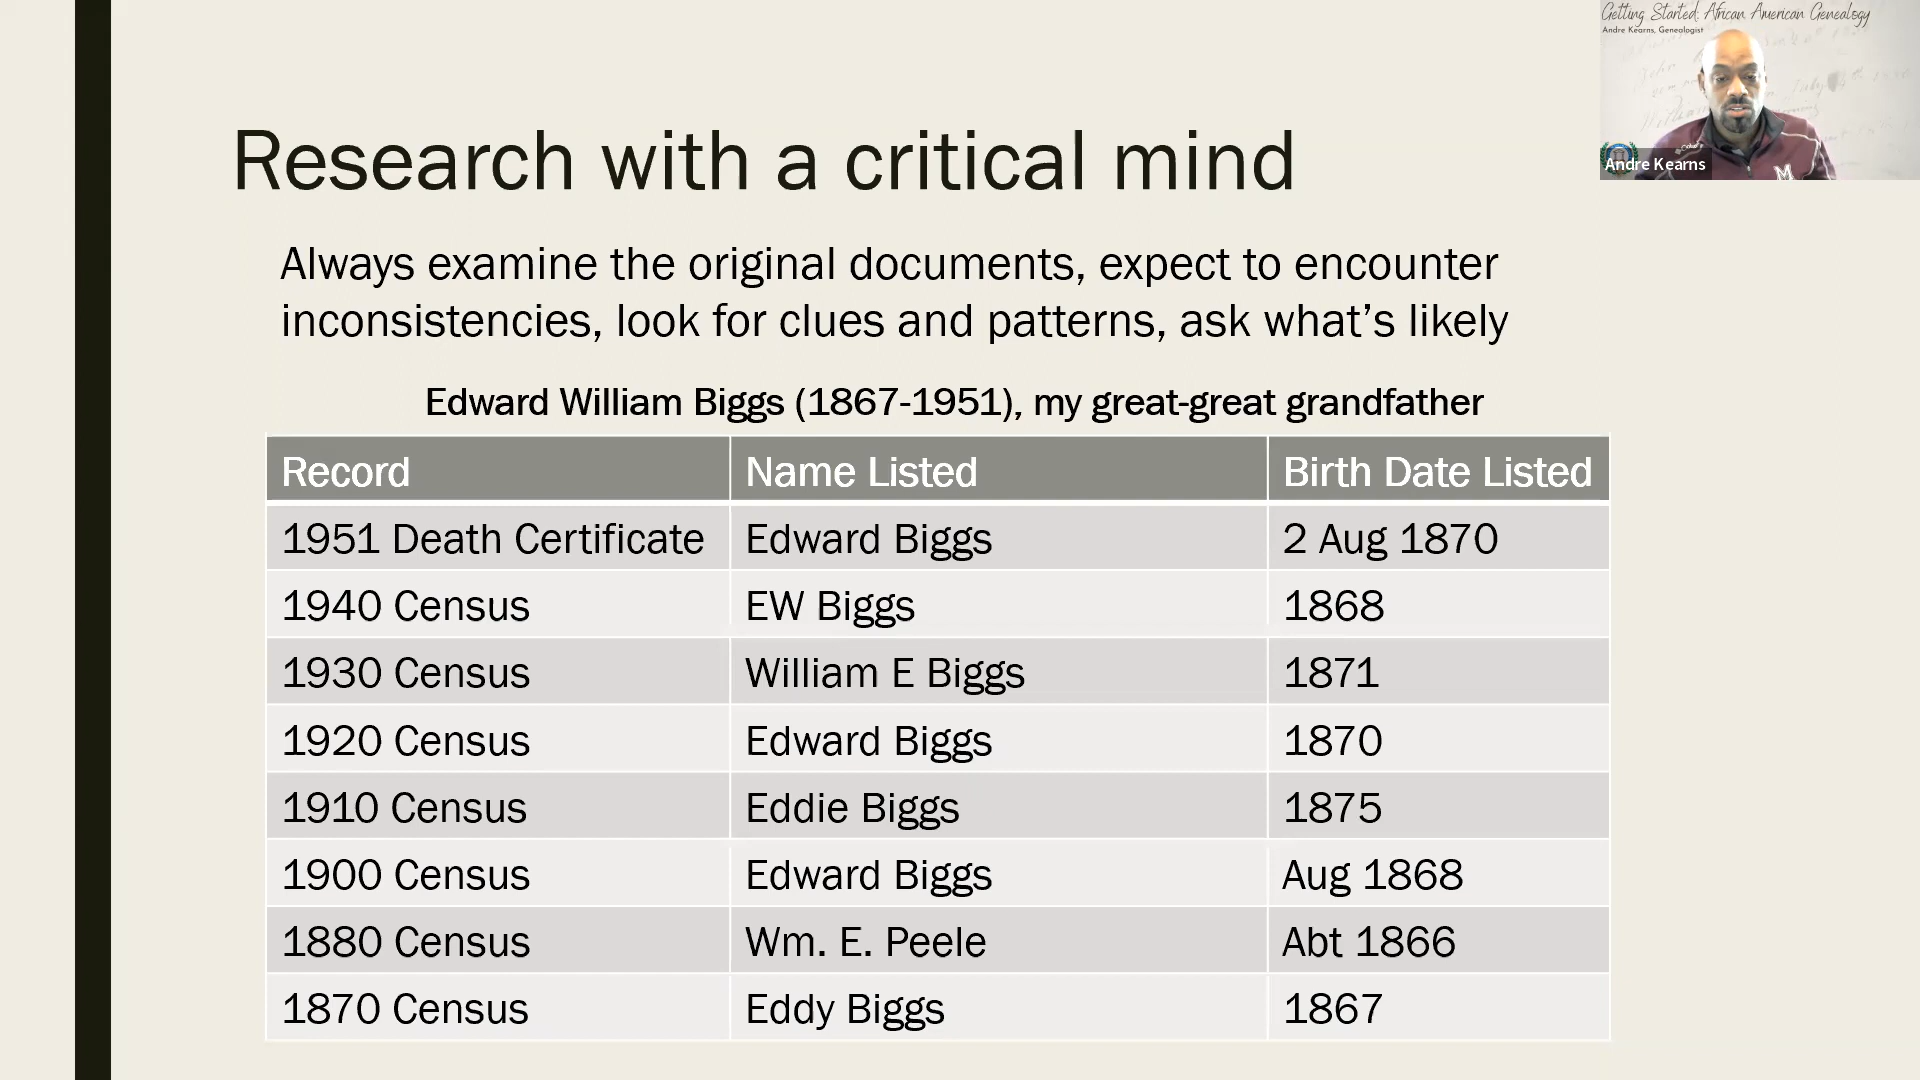 Getting Started: African American Genealogy
Andre Kearns, Genealogist
Andre Kearns
Research with a critical mind
Always examine the original documents, expect to encounter
inconsistencies, look for clues and patterns, ask what's likely
Edward William Biggs (1867-1951), my great-great grandfather
Record Name Listed Birth Date Listed
1951 Death Certificate Edward Biggs 2 Aug 1870
1940 Census EW Biggs 1868
1930 Census William E Biggs 1871
1920 Census Edward Biggs 1870
1910 Census Eddie Biggs 1875
1900 Census Edward Biggs Aug 1868
1880 Census Wm. E. Peele Abt 1866
1870 Census Eddy Biggs 1867